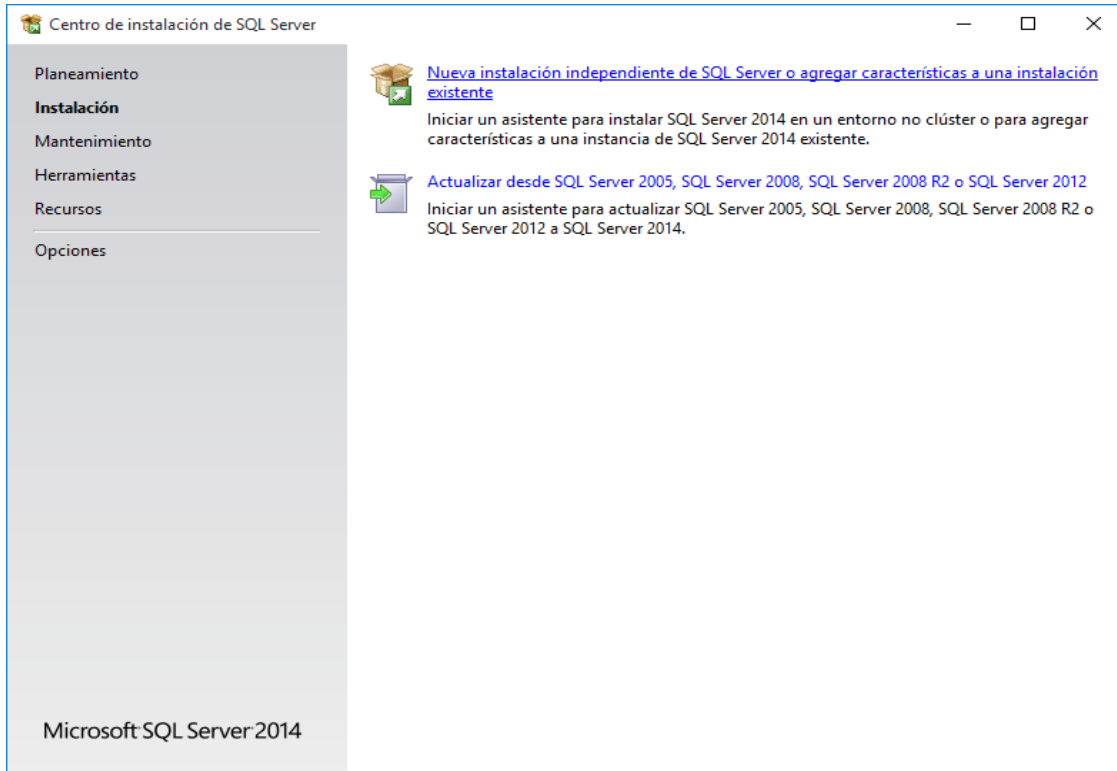 Centro de instalación de SQL Server
Planeamiento
Instalación
Mantenimiento
Herramientas
Recursos
Opciones
Nueva instalación independiente de SQL Server o agregar características a una instalación
existente
Iniciar un asistente para instalar SQL Server 2014 en un entorno no clúster o para agregar
características a una instancia de SQL Server 2014 existente.
Actualizar desde SQL Server 2005, SQL Server 2008, SQL Server 2008 R2 o SQL Server 2012
Iniciar un asistente para actualizar SQL Server 2005, SQL Server 2008, SQL Server 2008 R2 o
SQL Server 2012 a SQL Server 2014.
Microsoft SQL Server 2014